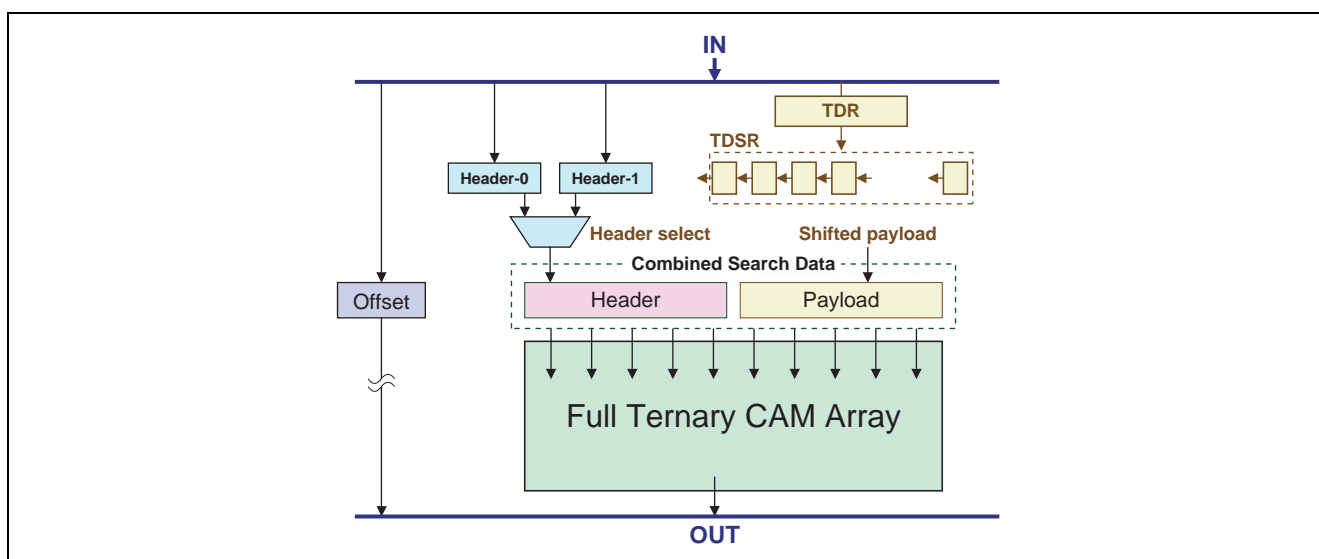 IN
TDR
TDSR
Header-0
Header-1
Header select
Shifted payload
Combined Search Data
Offset
Header
Payload
Full Ternary CAM Array
OUT